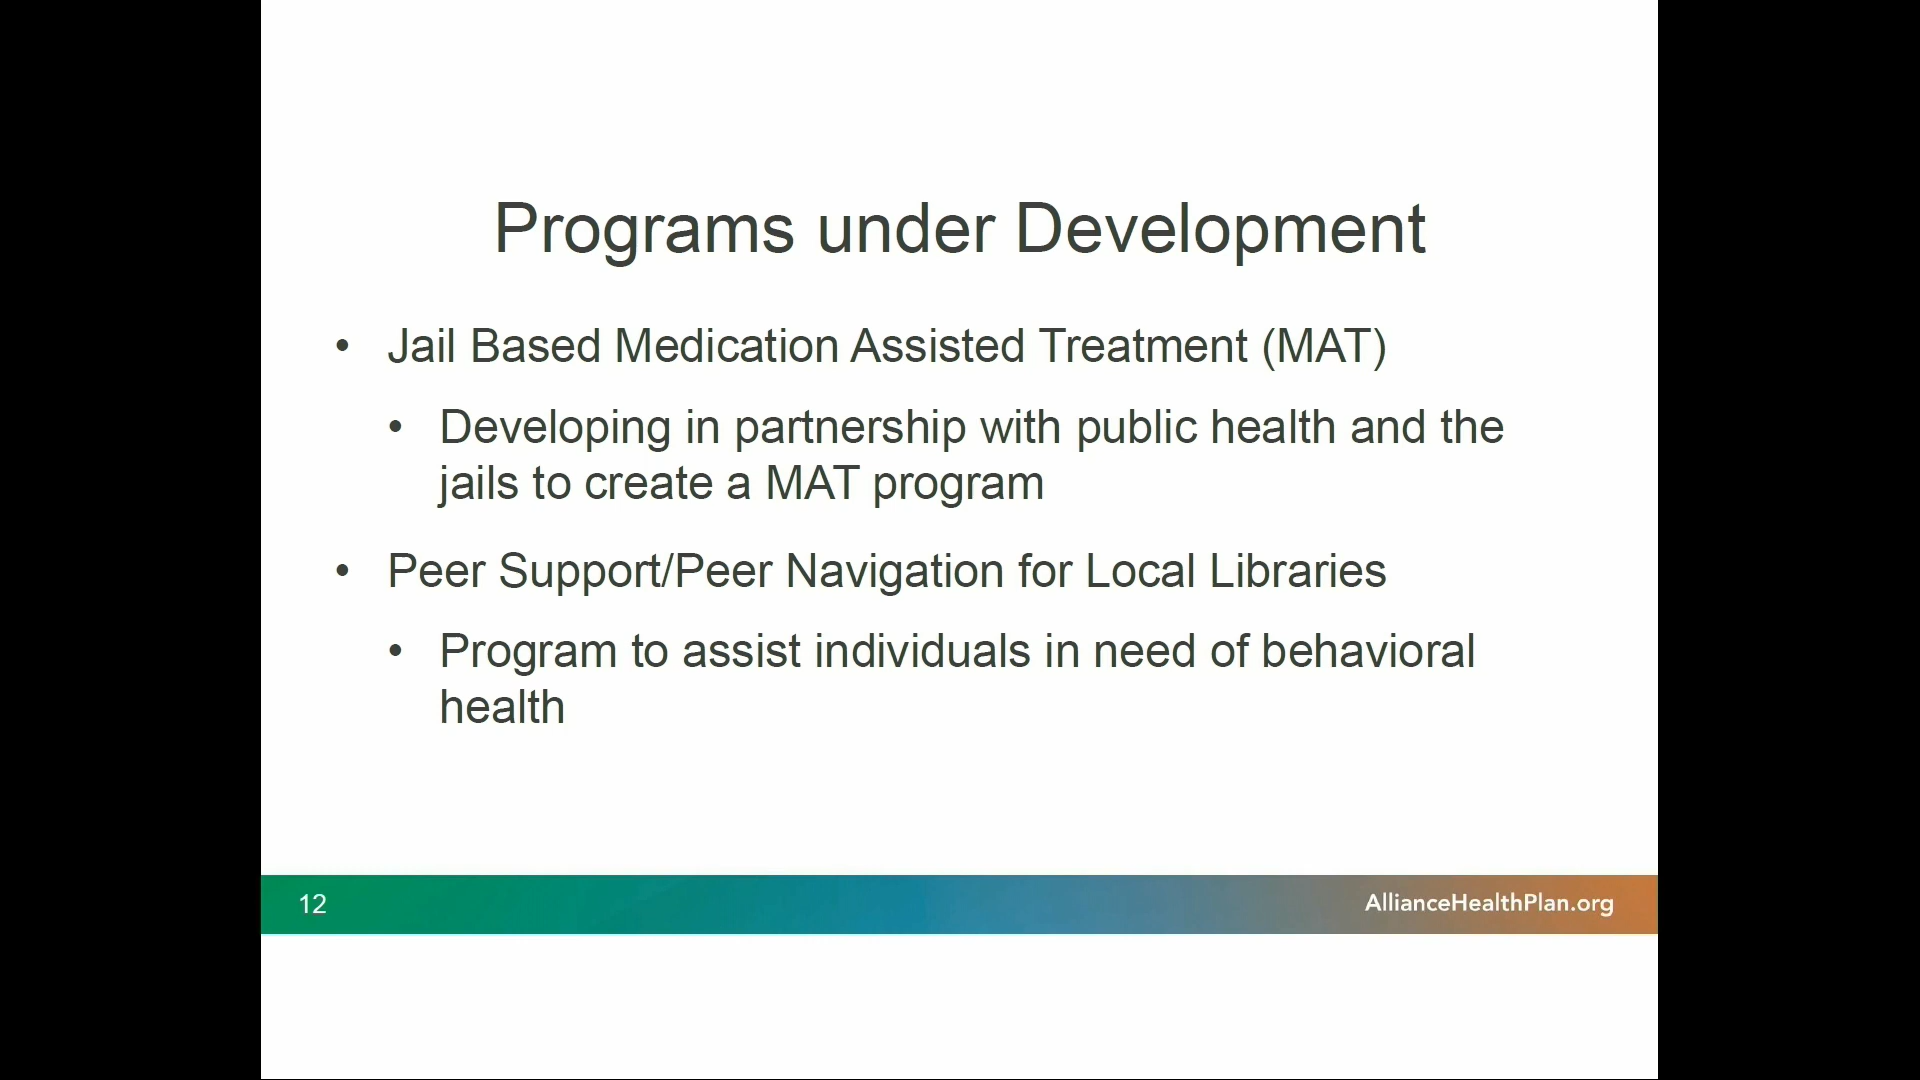 Programs under Development
• Jail Based Medication Assisted Treatment (MAT)
• Developing in partnership with public health and the
jails to create a MAT program
• Peer Support/Peer Navigation for Local Libraries
• Program to assist individuals in need of behavioral
health
12
AllianceHealthPlan.org